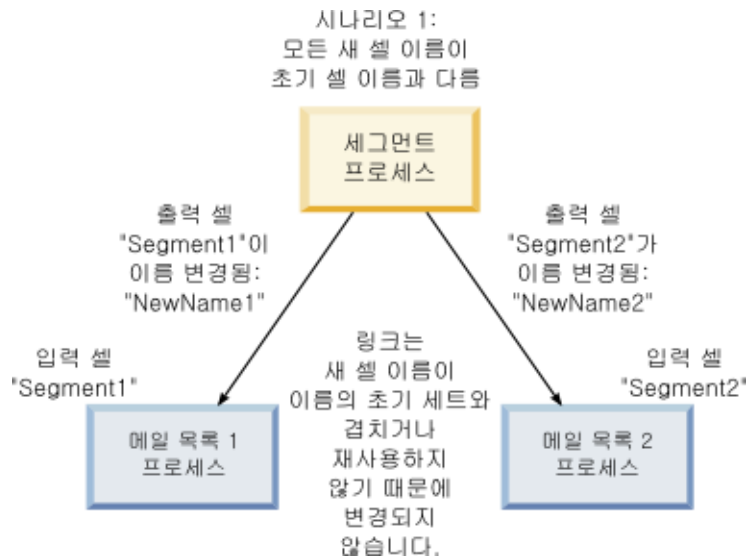 시나리오 1:
모든 새 셀 이름이
초기 셀 이름과 다름
세그먼트
프로세스
출력 셀
"Segment1"이
이름 변경됨:
"NewName1"
출력 셀
"Segment2"가
이름 변경됨:
"NewName2"
입력 셀
"Segment1"
링크는
새 셀 이름이
이름의 초기 세트와
겹치거나
재사용하지
않기 때문에
변경되지
않습니다.
입력 셀
"Segment2"
메일 목록 1
프로세스
메일 목록 2
프로세스